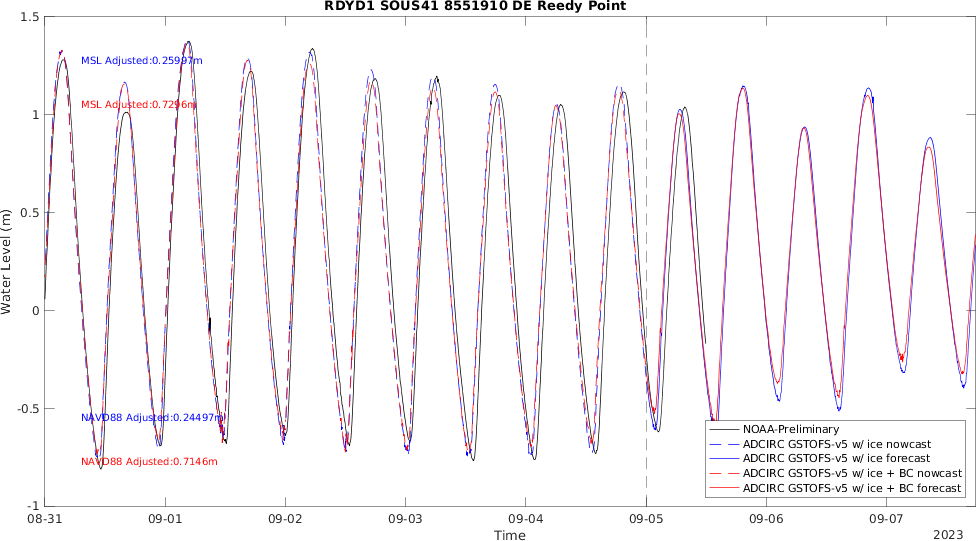 RDYD1 SOUS41 8551910 DE Reedy Point
1.5
1
0.5
0
-0.5
-1
Water Level (m)
MSL Adjusted:0.25997m
MSL Adjusted:0.7296m
NAVD88 Adjusted:0.24497m
NAVD88 Adjusted:0.7146m
NOAA-Preliminary
ADCIRC GSTOFS-v5 w/ ice nowcast
ADCIRC GSTOFS-v5 w/ ice forecast
ADCIRC GSTOFS-v5 w/ ice + BC nowcast
ADCIRC GSTOFS-v5 w/ ice + BC forecast
08-31 09-01 09-02 09-03 09-04 09-05 09-06 09-07
Time
2023